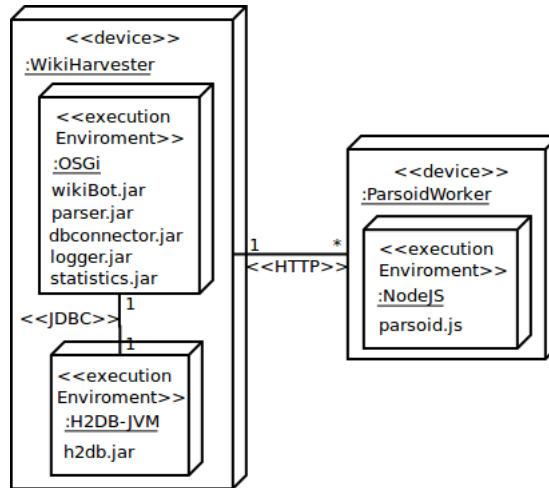 <<device>>
:WikiHarvester
<<execution
Enviroment>>
:OSGi
wikiBot.jar
parser.jar
dbconnector.jar
logger.jar
statistics.jar
1
<<JDBC>>
1
<<execution
Enviroment>>
:H2DB-JVM
h2db.jar
1
*
<<HTTP>>
<<device>>
:ParsoidWorker
<<execution
Enviroment>>
:NodeJS
parsoid.js